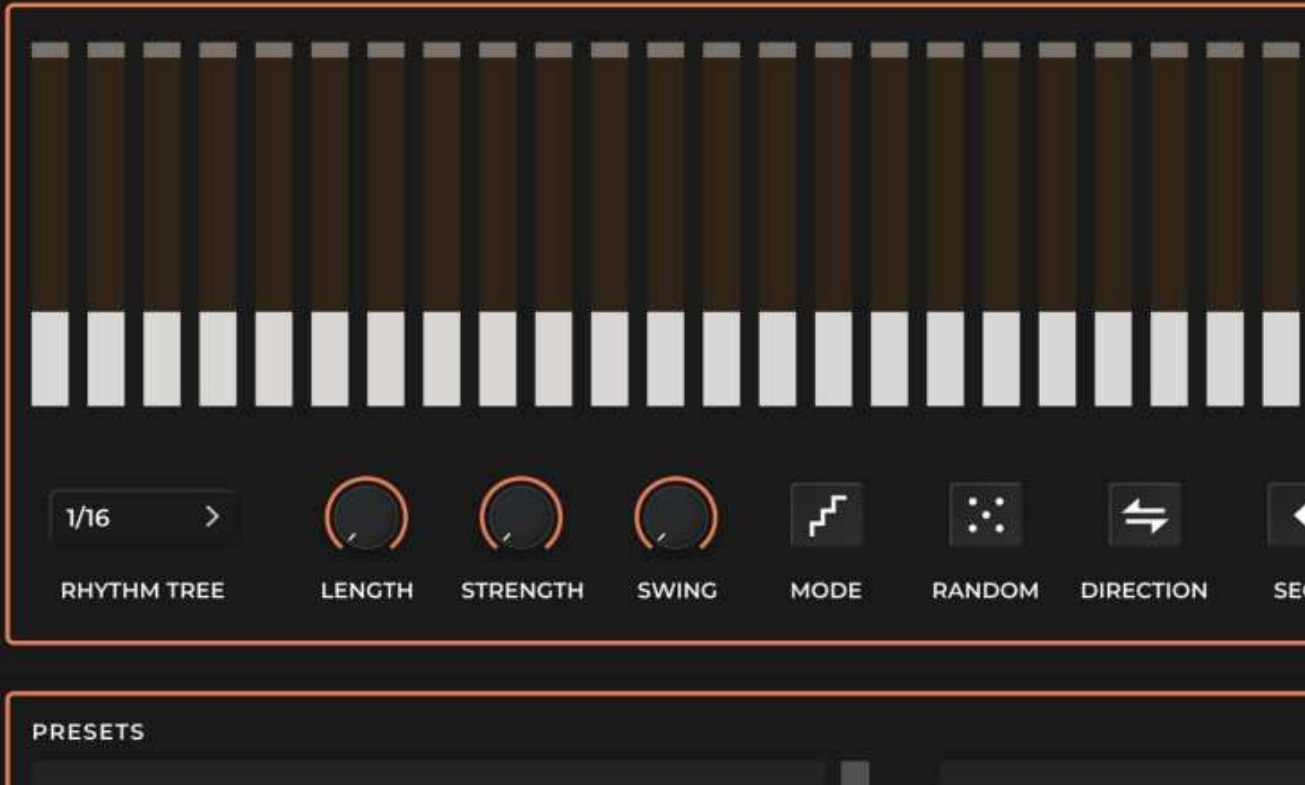 1/16
RHYTHM TREE
LENGTH
STRENGTH
SWING
MODE
RANDOM
DIRECTION
PRESETS